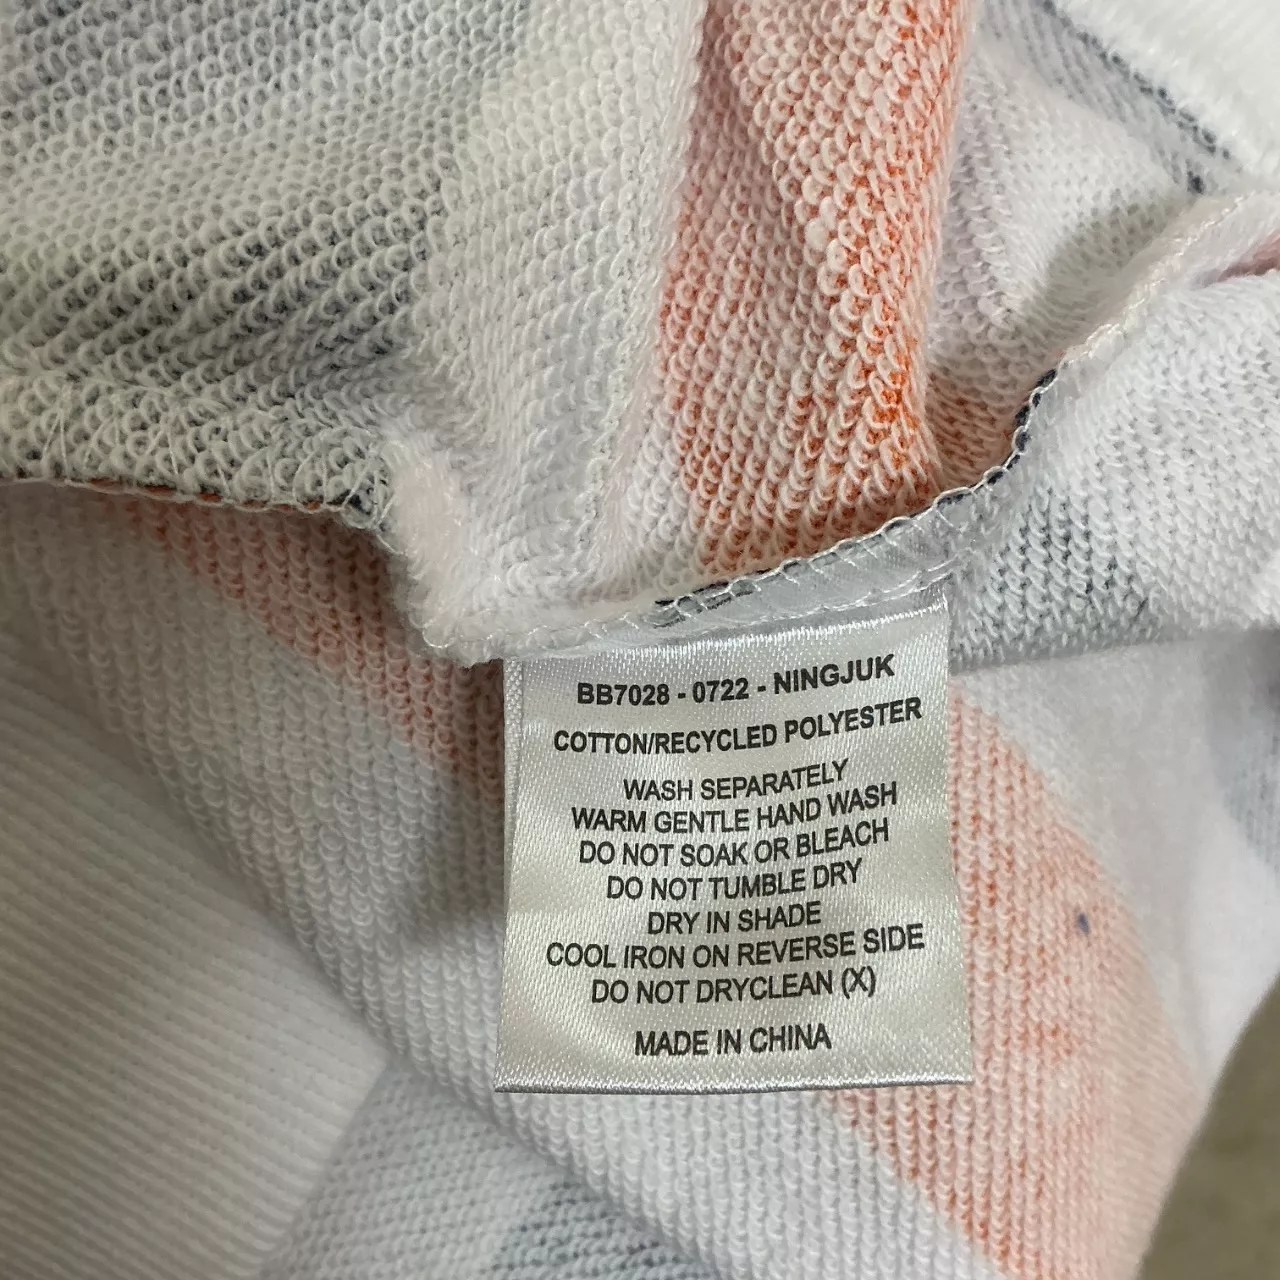 BB7028 - 0722 - NINGJUK
COTTON/RECYCLED POLYESTER
WASH SEPARATELY
WARM GENTLE HAND WASH
DO NOT SOAK OR BLEACH
DO NOT TUMBLE DRY
DRY IN SHADE
COOL IRON ON REVERSE SIDE
DO NOT DRYCLEAN (X)
MADE IN CHINA